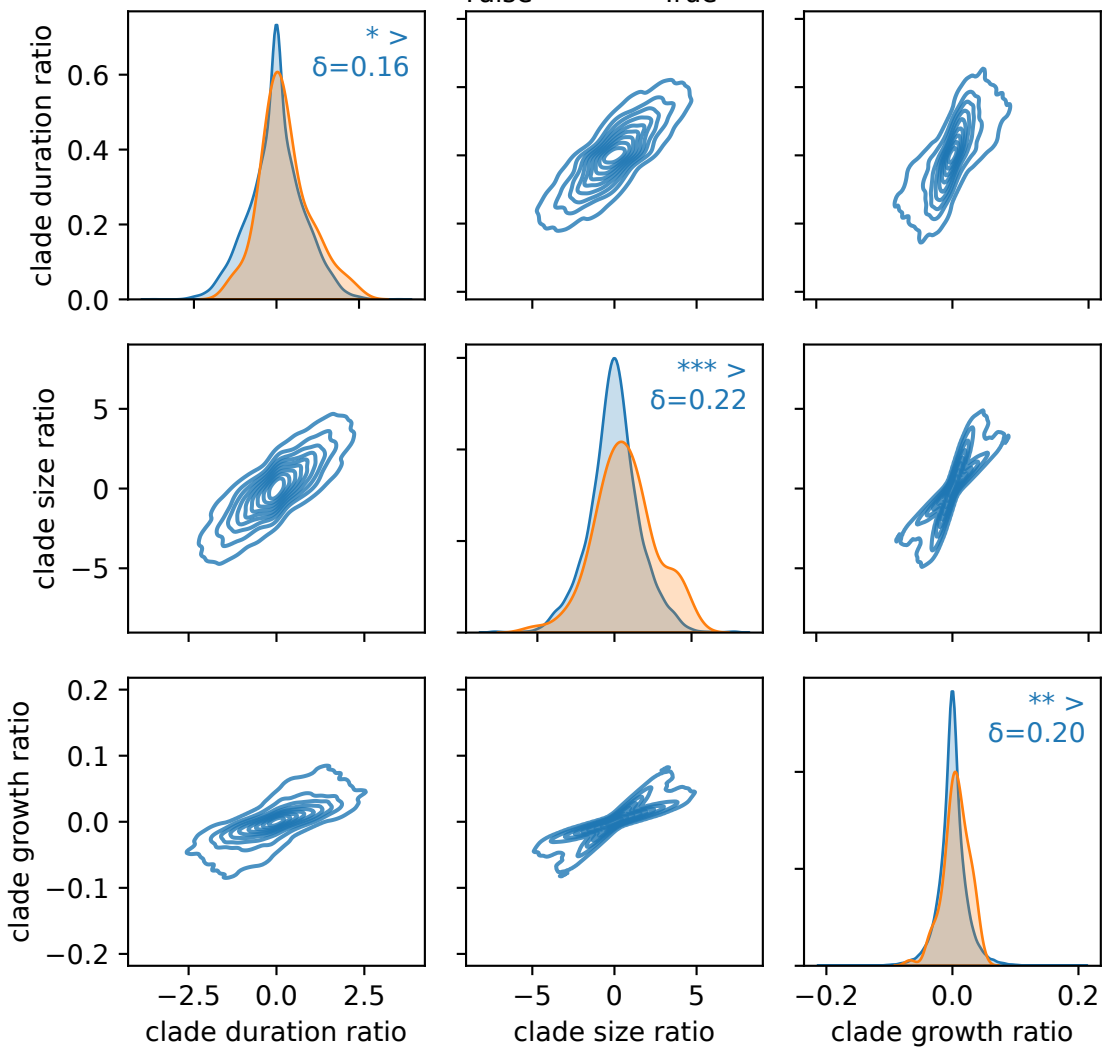 clade duration ratio
0.6
0.4
0.2
0.0
* >
δ=0.16
clade size ratio
5
0
−5
*** >
δ=0.22
clade growth ratio
0.2
0.1
0.0
−0.1
−0.2
** >
δ=0.20
−2.5 0.0 2.5
clade duration ratio
−5 0 5
clade size ratio
−0.2 0.0 0.2
clade growth ratio